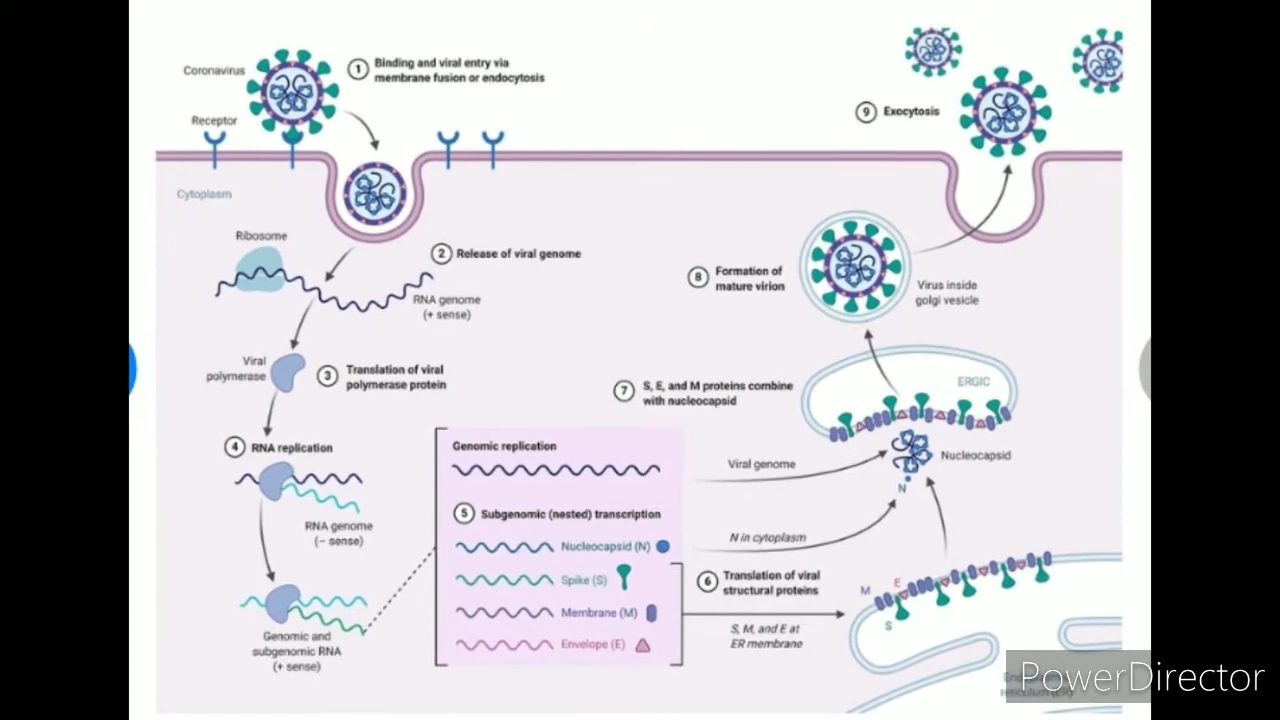 Coronavirus
1 Binding and viral entry via
membrane fusion or endocytosis
Receptor
Cytoplasm
Ribosome
2 Release of viral genome
RNA genome
(+ sense)
Viral
polymerase
3 Translation of viral
polymerase protein
4 RNA replication
RNA genome
(− sense)
Genomic and
subgenomic RNA
(+ sense)
Genomic replication
5 Subgenomic (nested) transcription
Nucleocapsid (N)
Spike (S)
Membrane (M)
Envelope (E)
6 Translation of viral
structural proteins
S, M, and E at
ER membrane
M
E
S
Viral genome
N in cytoplasm
N
Nucleocapsid
7 S, E, and M proteins combine
with nucleocapsid
ERGIC
8 Formation of
mature virion
Virus inside
golgi vesicle
9 Exocytosis
PowerDirector